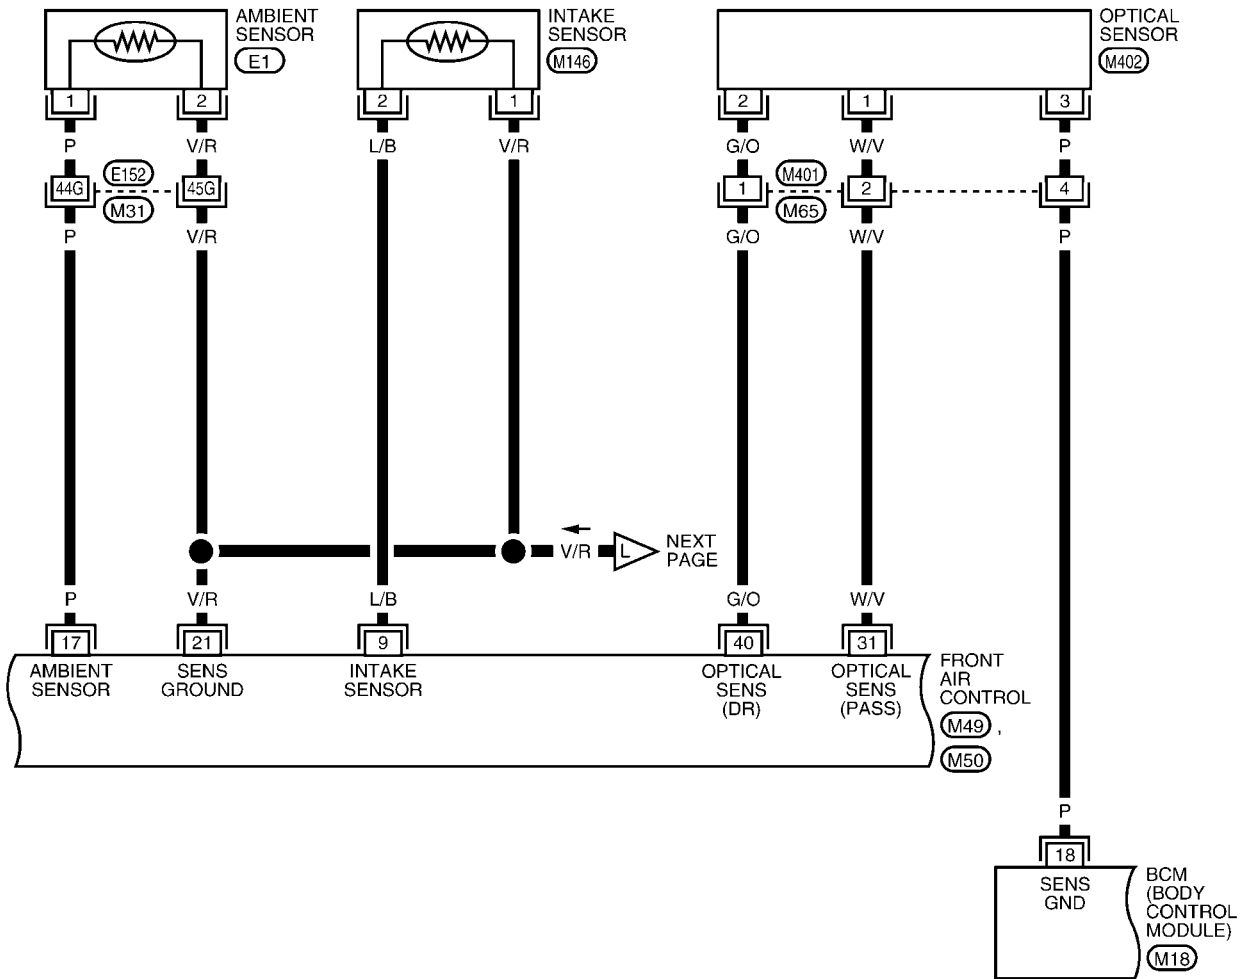 AMBIENT
SENSOR
E1
INTAKE
SENSOR
M146
OPTICAL
SENSOR
M402
1 2 2 1 2 1 3
P V/R L/B V/R G/O W/V P
44G E152 45G 1 M401 2 4
M31 M65
P V/R G/O W/V P
V/R L NEXT
PAGE
P V/R L/B G/O W/V
17 21 9 40 31
AMBIENT
SENSOR
SENS
GROUND
INTAKE
SENSOR
OPTICAL
SENS
(DR)
OPTICAL
SENS
(PASS)
FRONT
AIR
CONTROL
M49 ,
M50
P
18
SENS
GND
BCM
(BODY
CONTROL
MODULE)
M18